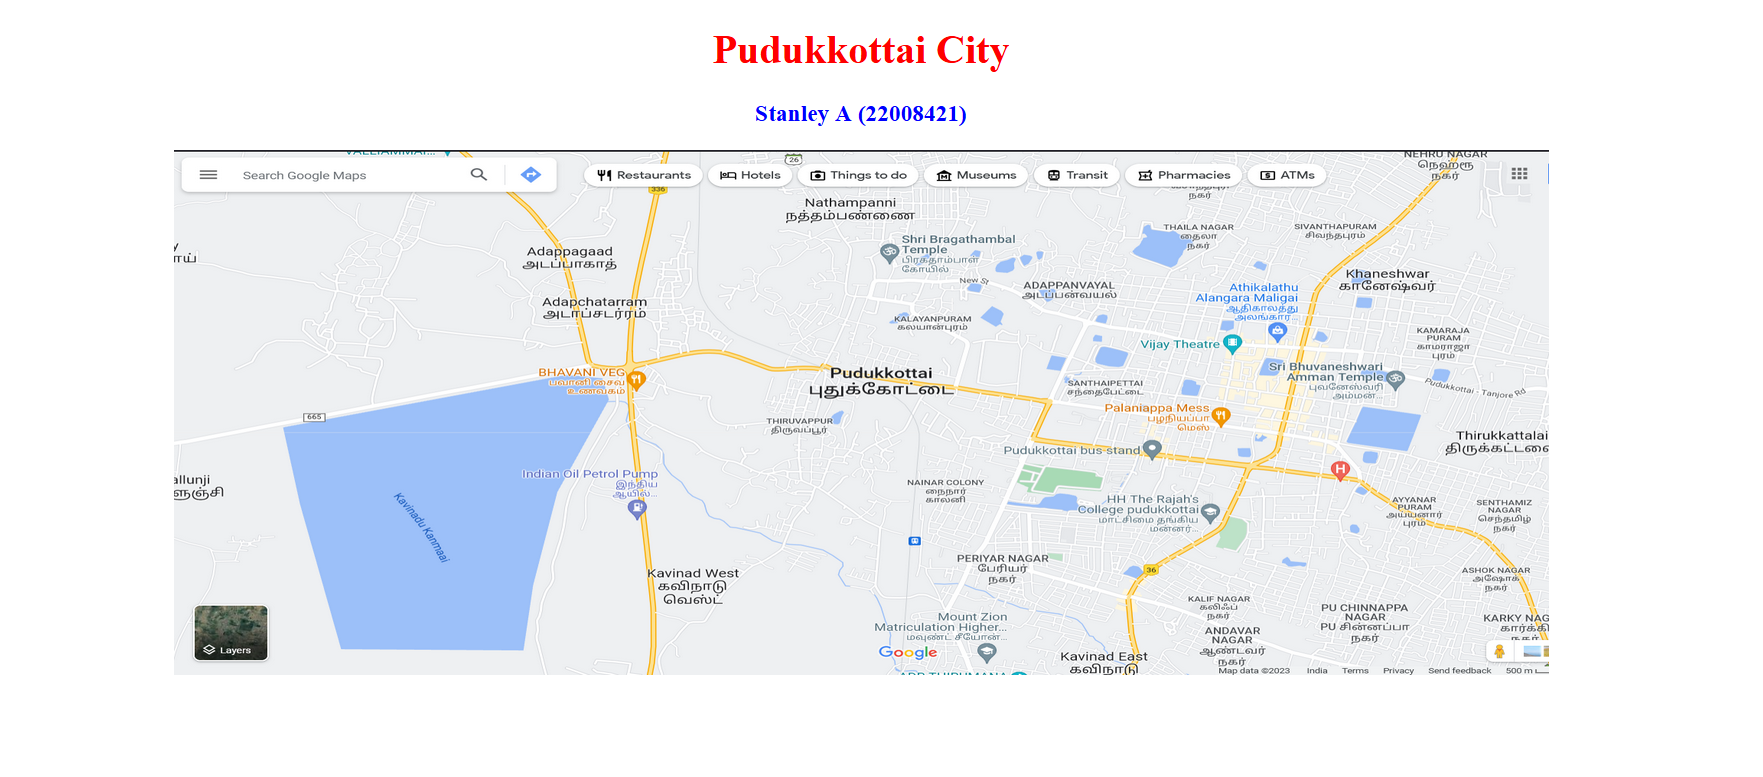 Pudukkottai City
Stanley A (22008421)
Search Google Maps
Restaurants
Hotels
Things to do
Museums
Transit
Pharmacies
ATMs
26
NEHRU NAGAR
நெஹ்ரூ
நகர்
336
Nathampanni
நத்தம்பண்ணை
THAILA NAGAR
தைலா
நகர்
SIVANTHAPURAM
சிவந்தபுரம்
Adappagaad
அடப்பாகாத்
Shri Bragathambal
Temple
பிரகதாம்பாள்
கோயில்
New St
ADAPPANVAYAL
அடப்பன்வயல்
Khaneshwar
கானேஷ்வர்
Athikalathu
Alangara Maligai
ஆதிகாலத்து
அலங்கார...
Adapchatarram
அடாப்சடர்ரம்
KALAYANPURAM
கலயான்புரம்
Vijay Theatre
KAMARAJA
PURAM
காமராஜா
புரம்
BHAVANI VEG
பவானி சைவ
உணவகம்
Pudukkottai
புதுக்கோட்டை
SANTHAIPETTAI
சந்தைபேட்டை
Sri Bhuvaneshwari
Amman Temple
புவனேஸ்வரி
அம்மன்...
Pudukkottai - Tanjore Rd
665
THIRUVAPPUR
திருவப்பூர்
Palaniappa Mess
பழநியப்பா
மெஸ்
Pudukkottai bus stand
Thirukkattalai
allunji
Indian Oil Petrol Pump
இந்திய
ஆயில்...
NAINAR COLONY
நைநார்
காலனி
H
Kavinadu Kanmaai
HH The Rajah's
College pudukkottai
மாட்சிமை தங்கிய
மன்னர்...
AYYANAR
PURAM
அய்யனார்
புரம்
SENTHAMIZ
NAGAR
செந்தமிழ்
நகர்
PERIYAR NAGAR
பேரியர்
நகர்
Kavinad West
கவிநாடு
வெஸ்ட்
36
ASHOK NAGAR
அஷோக்
நகர்
KALIF NAGAR
கலிஃப்
நகர்
PU CHINNAPPA
NAGAR
PU சின்னப்பா
நகர்
KARKY NAG
Mount Zion
Matriculation Higher...
மவுண்ட் சீயோன்...
ANDAVAR
NAGAR
ஆண்டவர்
நகர்
Layers
Google
Kavinad East
கவிநாடு
Map data ©2023
India
Terms
Privacy
Send feedback
500 m